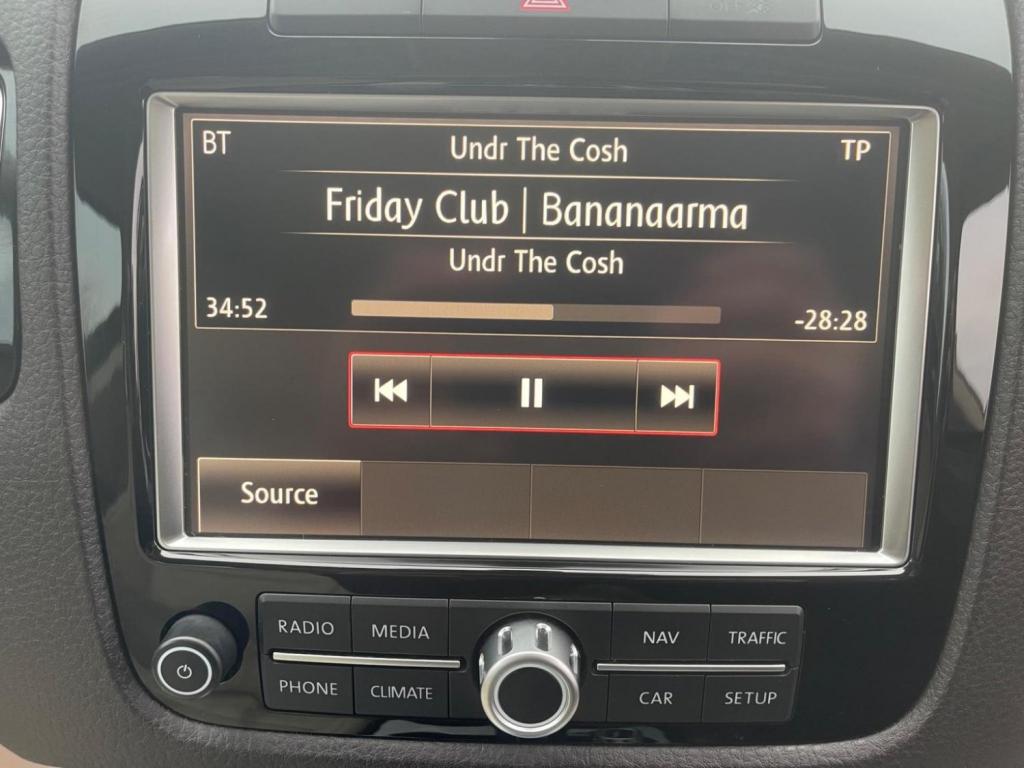 OFF
BT Undr The Cosh TP
Friday Club | Bananaarma
Undr The Cosh
34:52 -28:28
Source
RADIO MEDIA NAV TRAFFIC
PHONE CLIMATE CAR SETUP